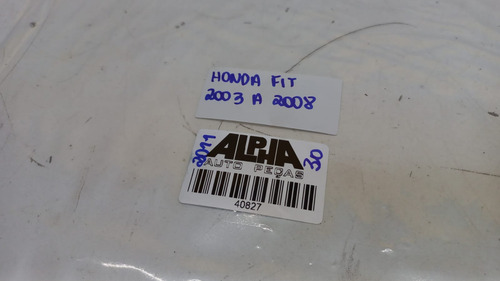 HONDA FIT
2003 A 2008
2011
ALPHA
30
AUTO PEÇAS
40827